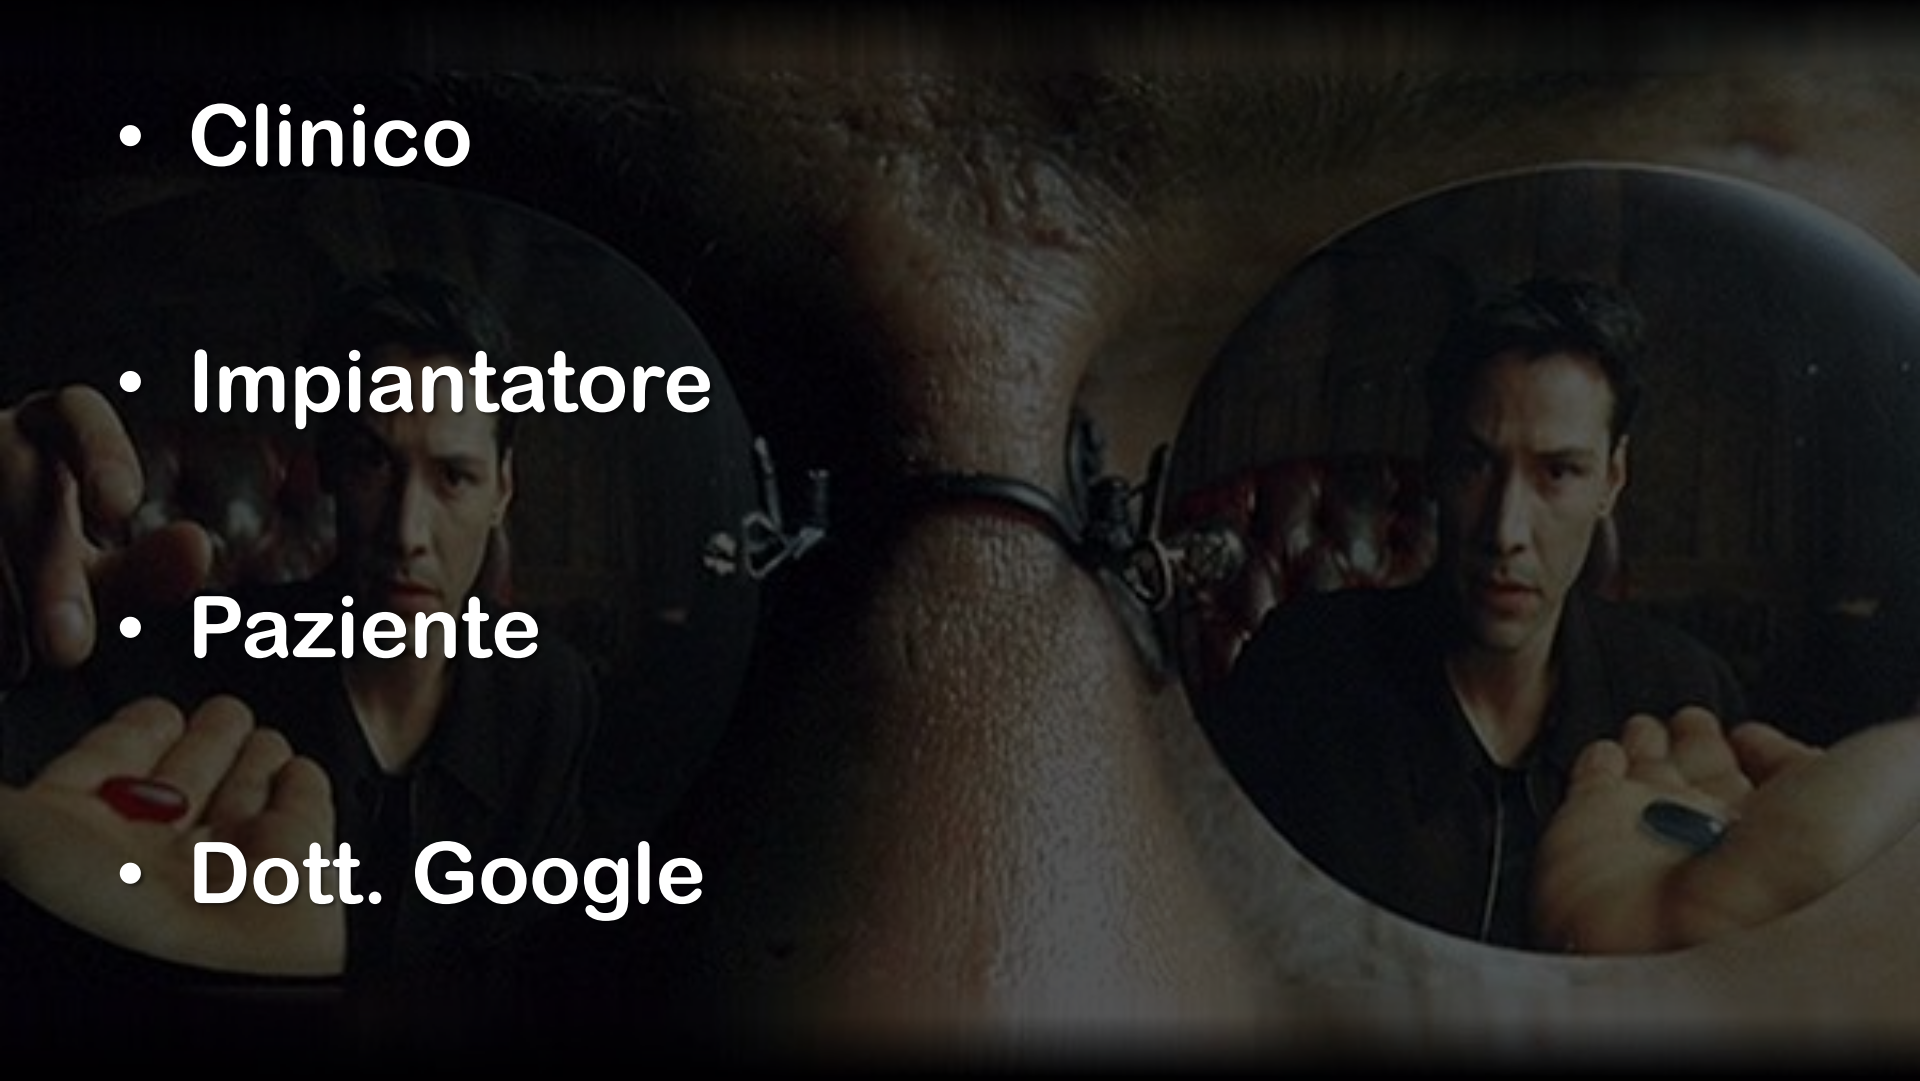 • Clinico
• Impiantatore
• Paziente
• Dott. Google